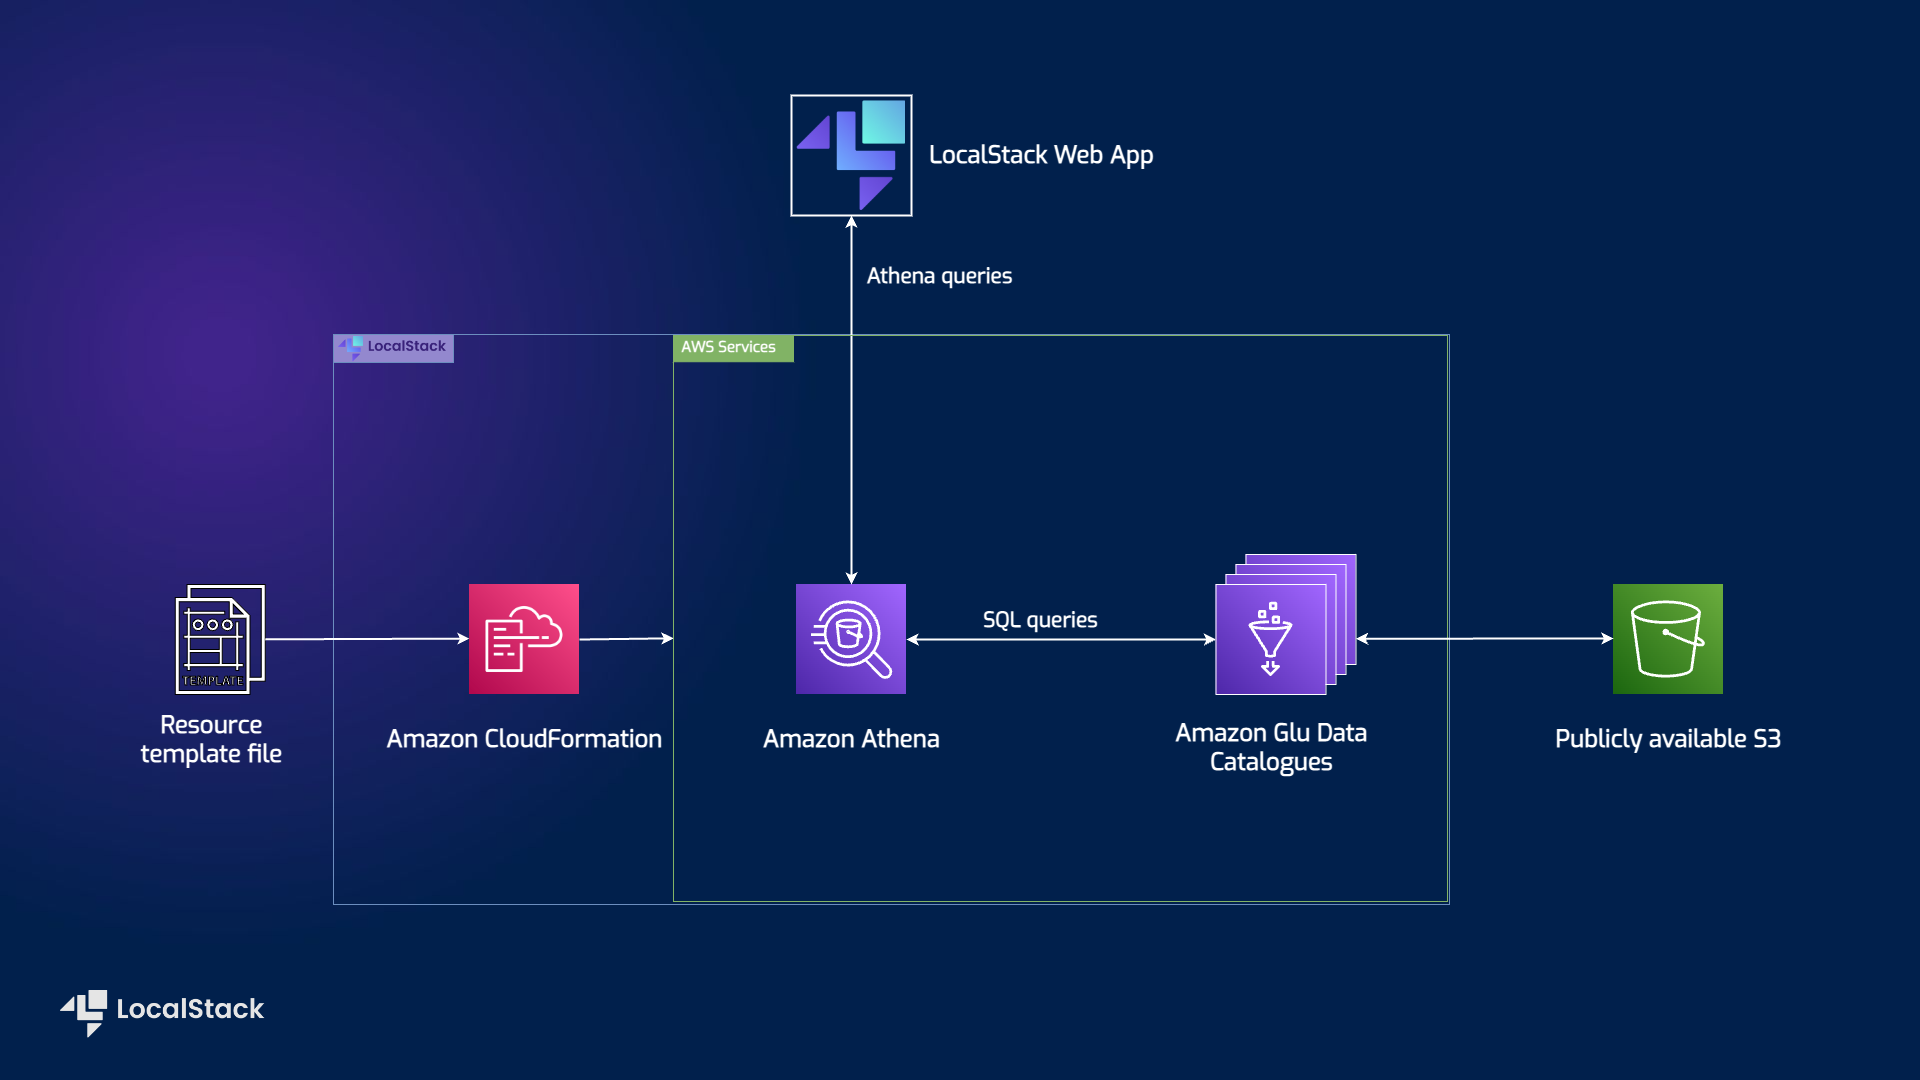 LocalStack Web App
Athena queries
LocalStack
AWS Services
SQL queries
TEMPLATE
Resource
template file
Amazon CloudFormation
Amazon Athena
Amazon Glu Data
Catalogues
Publicly available S3
LocalStack